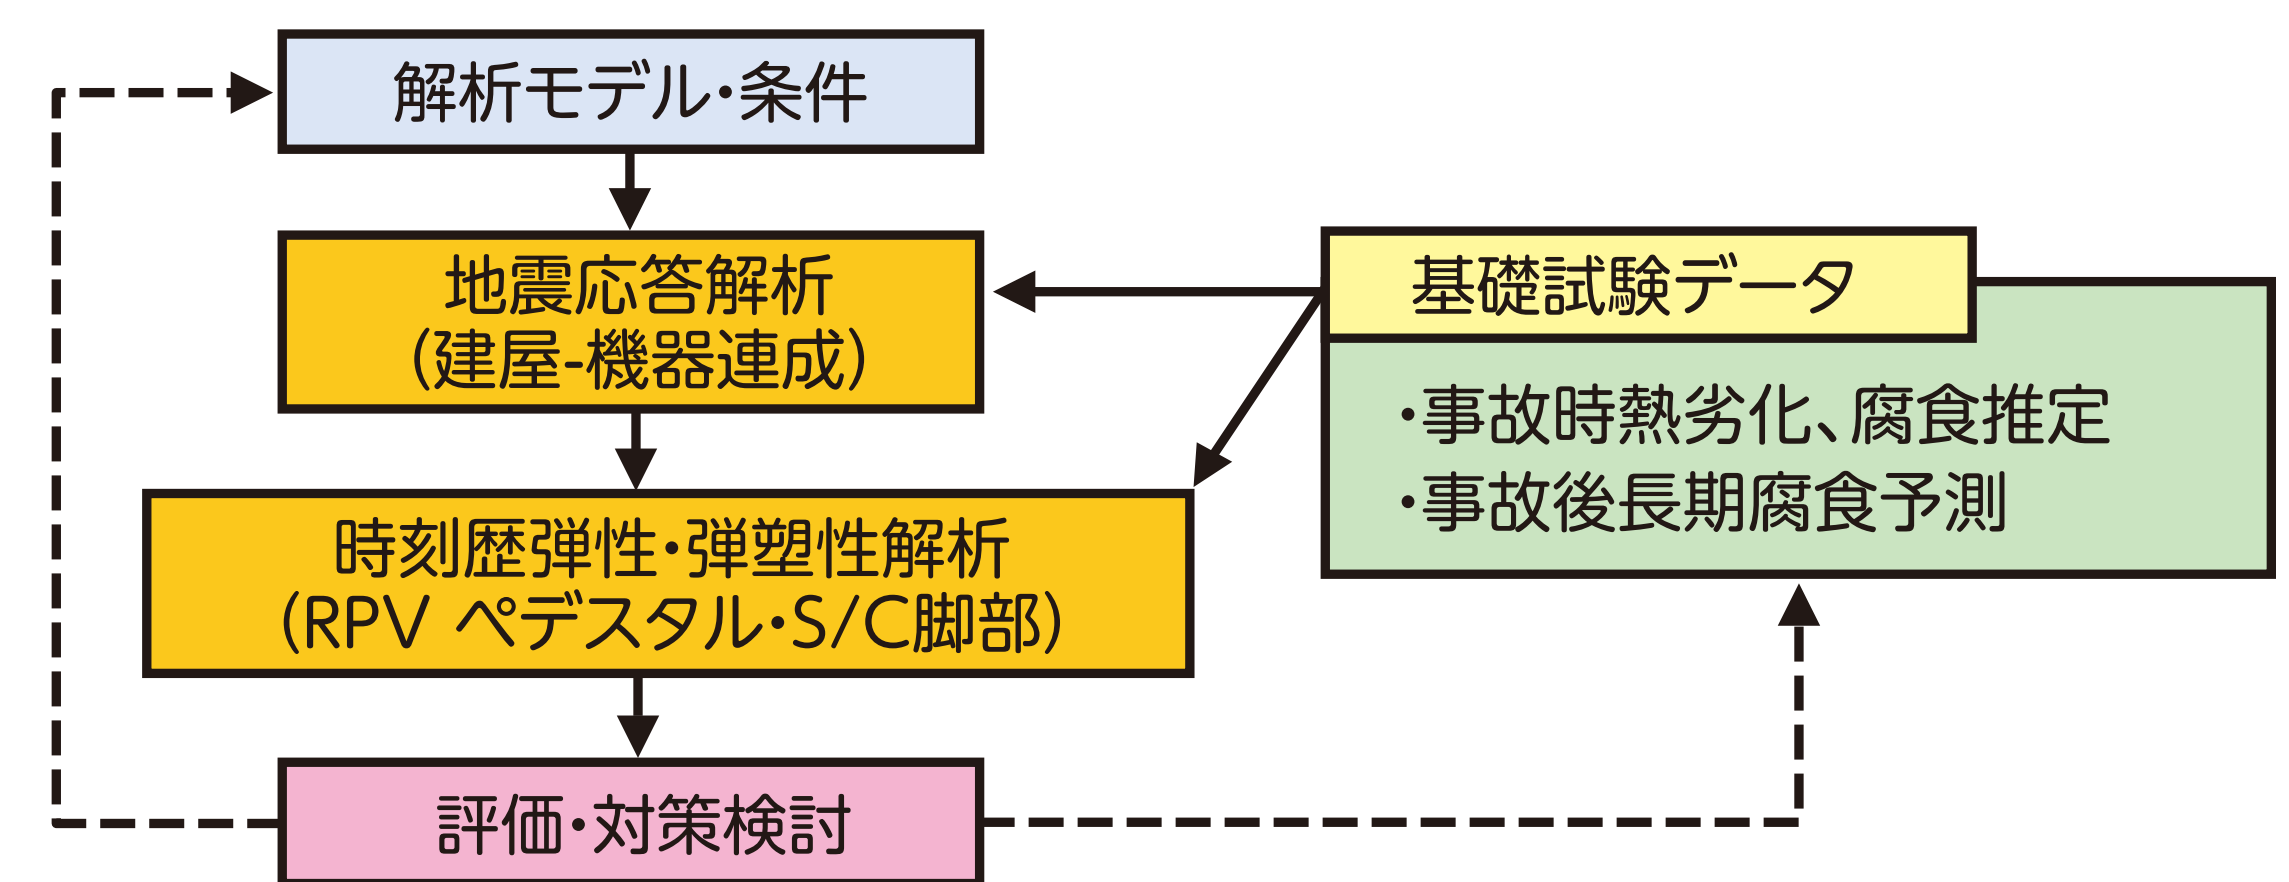 解析モデル・条件
地震応答解析
(建屋-機器連成)
時刻歴弾性・弾塑性解析
(RPV ペデスタル・S/C脚部)
評価・対策検討
基礎試験データ
・事故時熱劣化、腐食推定
・事故後長期腐食予測